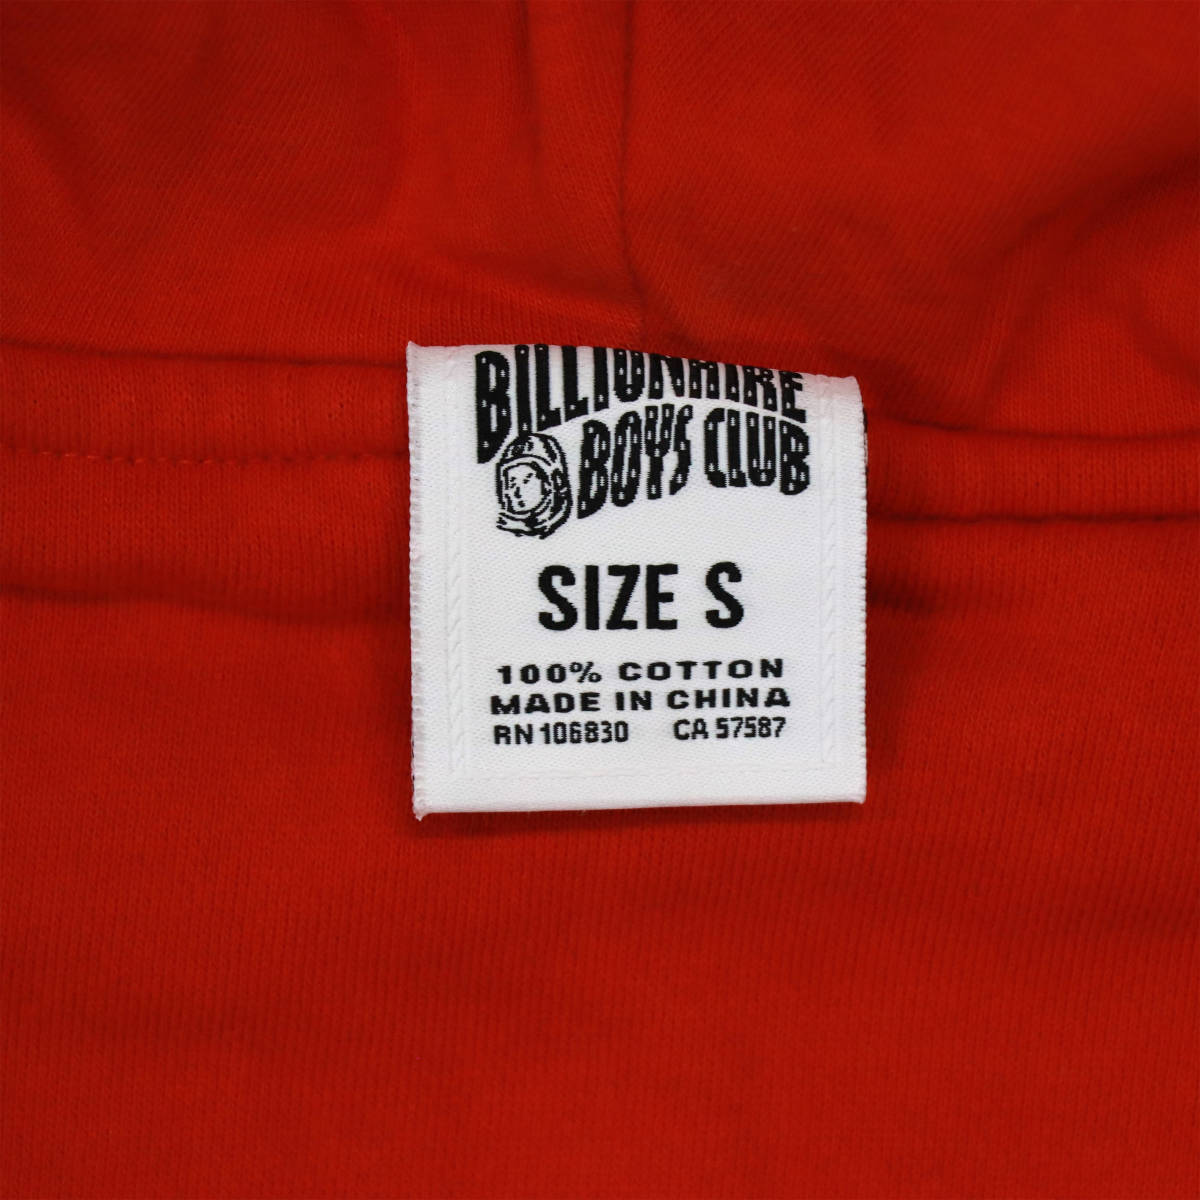 BILLIONAIRE
BOYS CLUB
SIZE S
100% COTTON
MADE IN CHINA
RN 106830 CA 57587